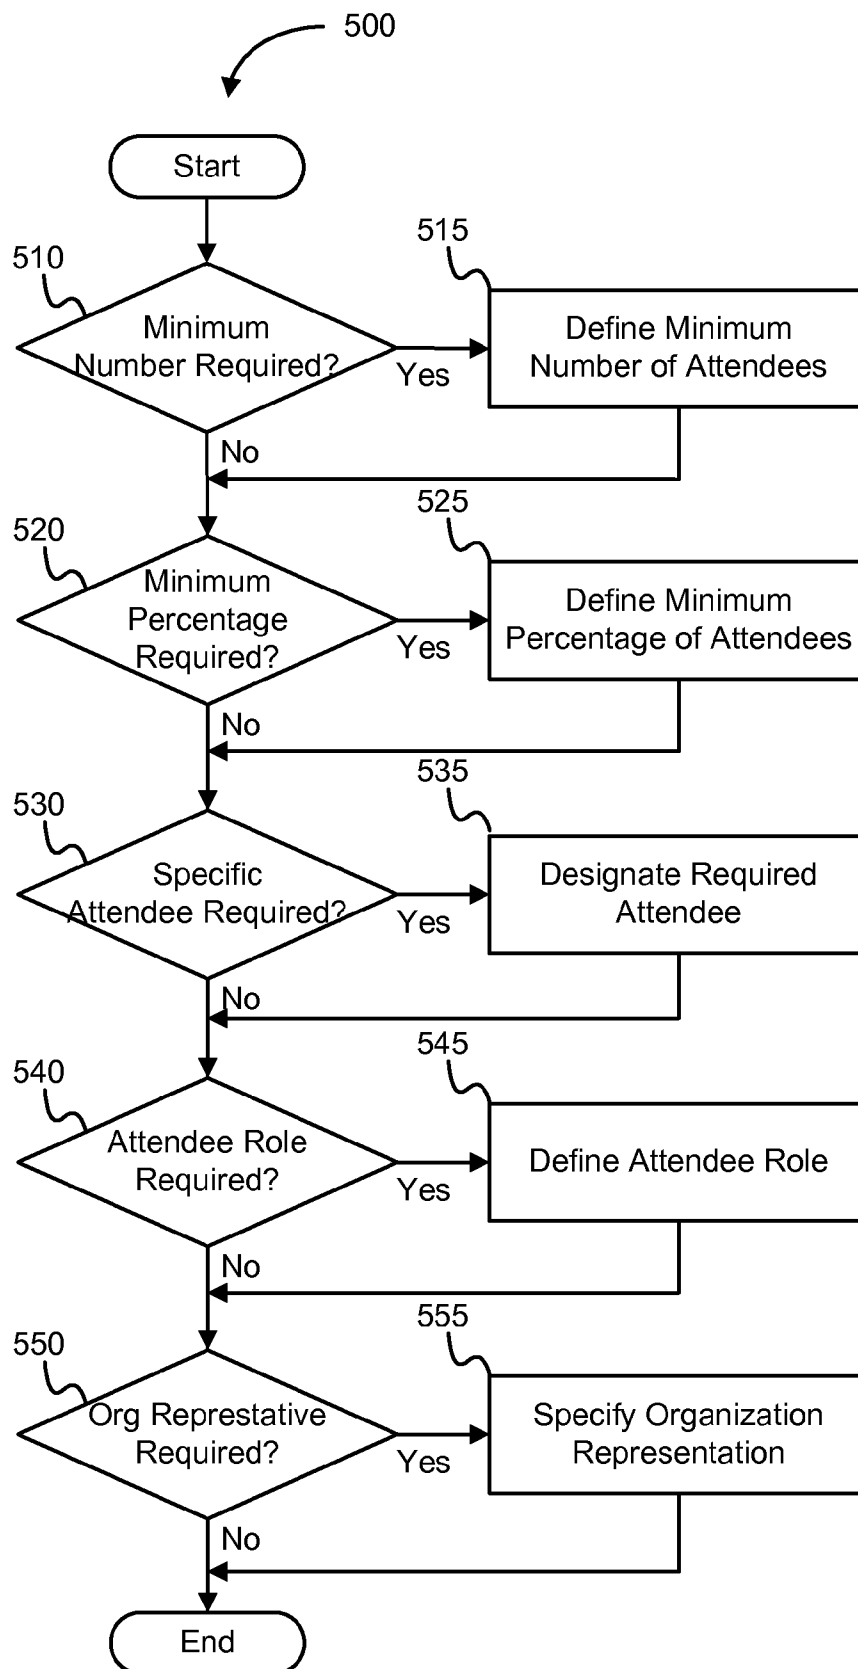 500
Start
510
Minimum
Number Required?
Yes
No
515
Define Minimum
Number of Attendees
520
Minimum
Percentage
Required?
Yes
No
525
Define Minimum
Percentage of Attendees
530
Specific
Attendee Required?
Yes
No
535
Designate Required
Attendee
540
Attendee Role
Required?
Yes
No
545
Define Attendee Role
550
Org Represtative
Required?
Yes
No
555
Specify Organization
Representation
End